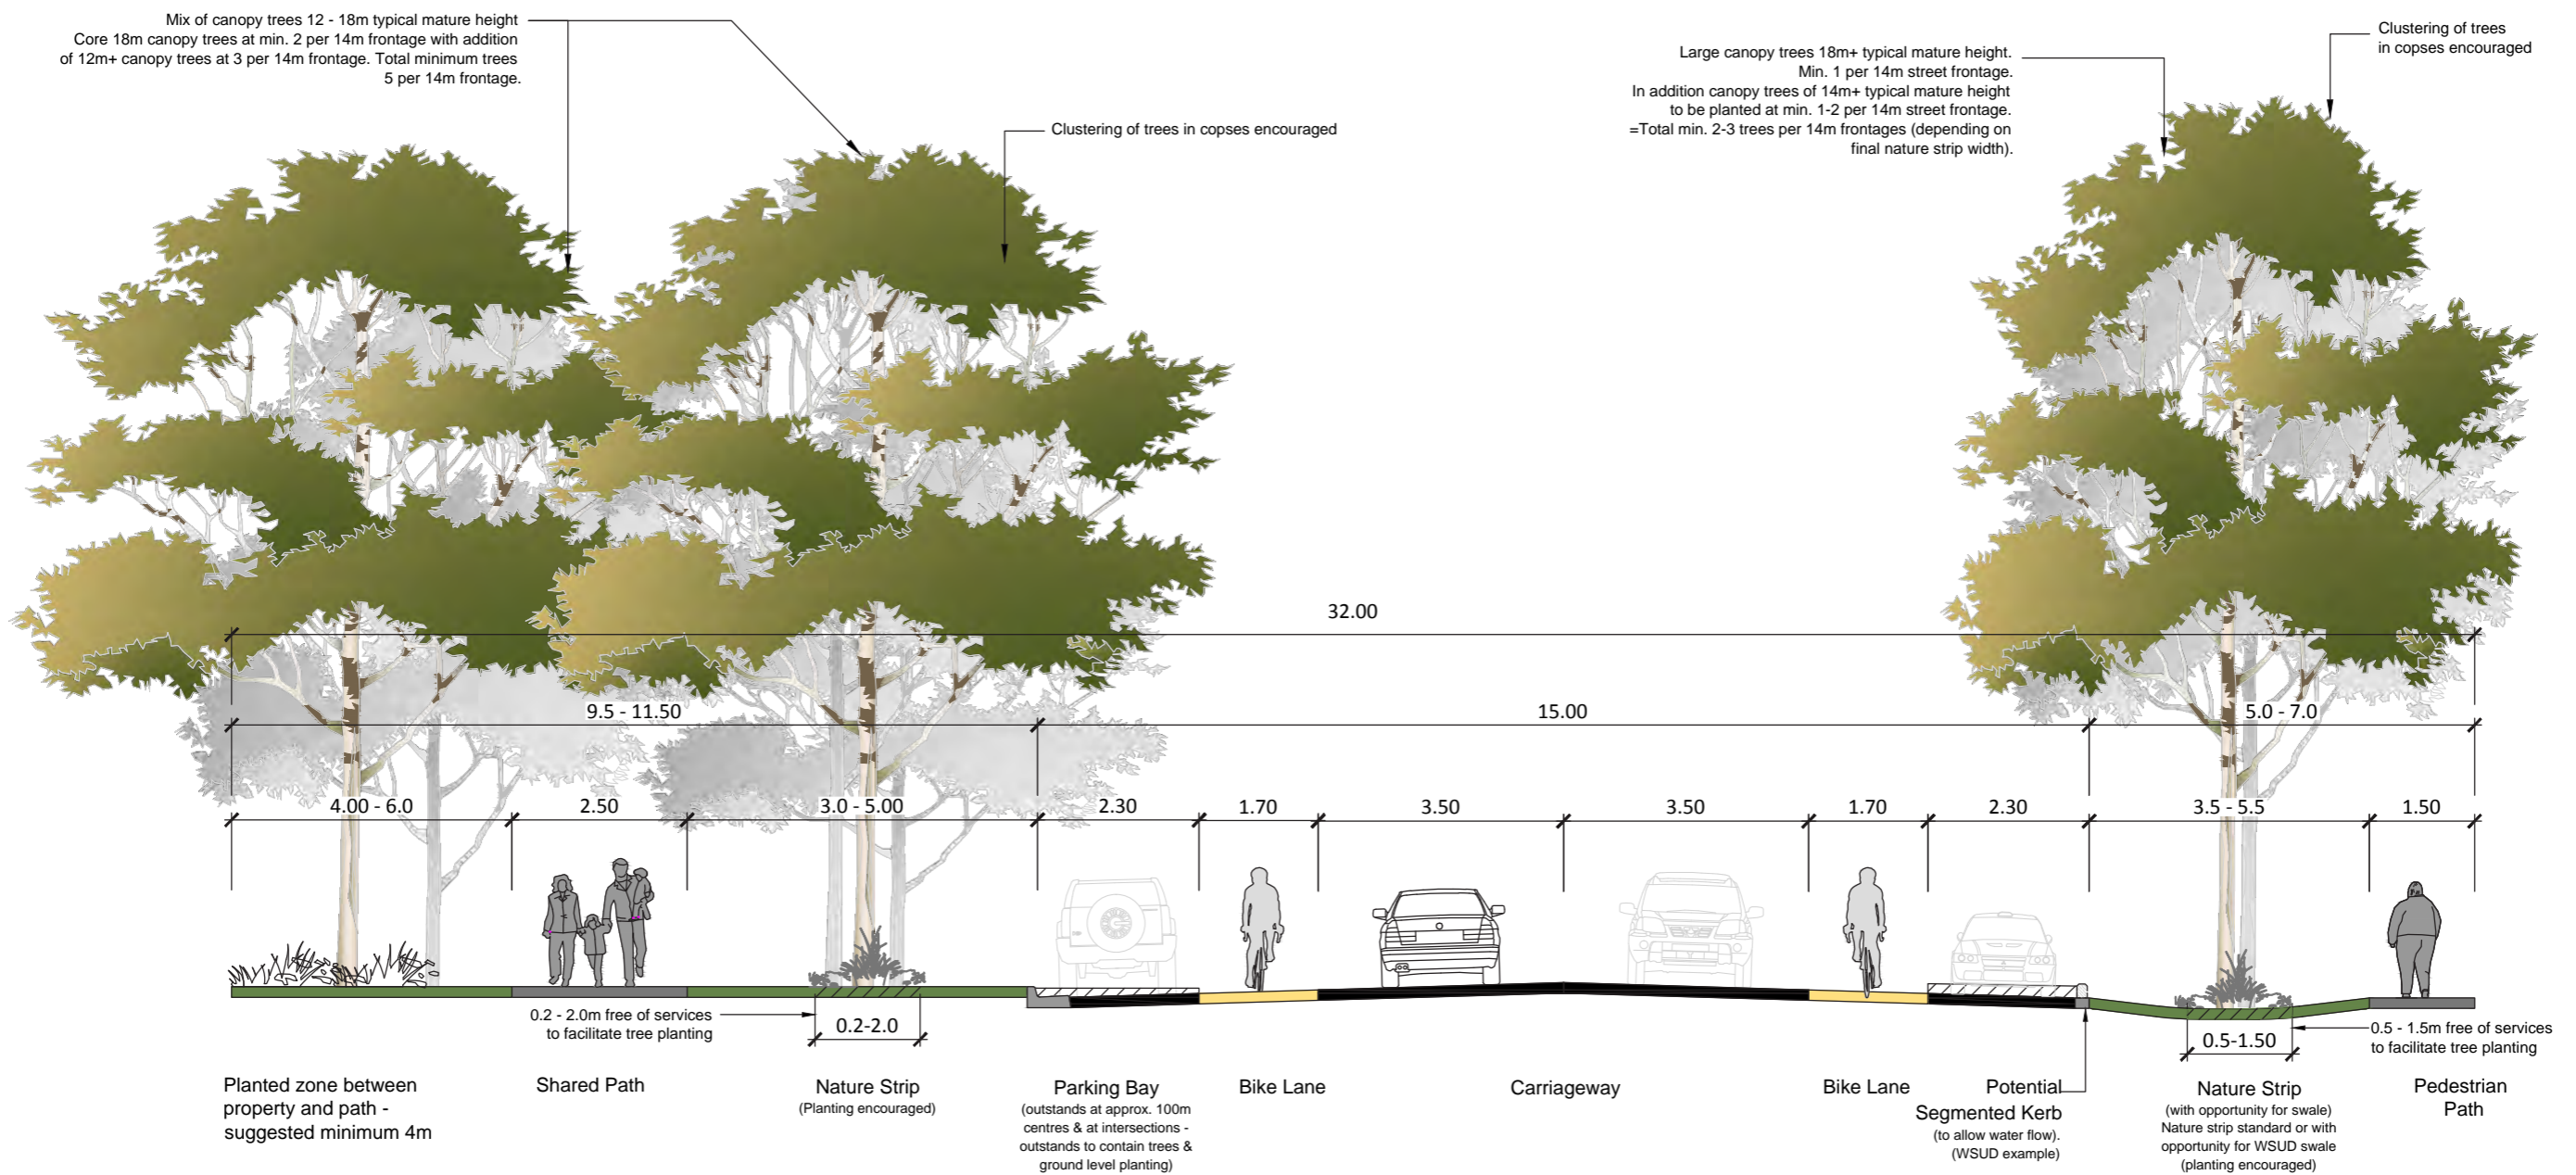 Mix of canopy trees 12 - 18m typical mature height
Core 18m canopy trees at min. 2 per 14m frontage with addition
of 12m+ canopy trees at 3 per 14m frontage. Total minimum trees
5 per 14m frontage.
Clustering of trees in copses encouraged
Large canopy trees 18m+ typical mature height.
Min. 1 per 14m street frontage.
In addition canopy trees of 14m+ typical mature height
to be planted at min. 1-2 per 14m street frontage.
=Total min. 2-3 trees per 14m frontages (depending on
final nature strip width).
Clustering of trees
in copses encouraged
32.00
9.5 - 11.50
15.00
5.0 - 7.0
4.00 - 6.0
2.50
3.0 - 5.00
2.30
1.70
3.50
3.50
1.70
2.30
3.5 - 5.5
1.50
0.2 - 2.0m free of services
to facilitate tree planting
0.2-2.0
0.5-1.50
0.5 - 1.5m free of services
to facilitate tree planting
Planted zone between
property and path -
suggested minimum 4m
Shared Path
Nature Strip
(Planting encouraged)
Parking Bay
(outstands at approx. 100m
centres & at intersections -
outstands to contain trees &
ground level planting)
Bike Lane
Carriageway
Bike Lane
Potential
Segmented Kerb
(to allow water flow).
(WSUD example)
Nature Strip
(with opportunity for swale)
Nature strip standard or with
opportunity for WSUD swale
(planting encouraged)
Pedestrian
Path